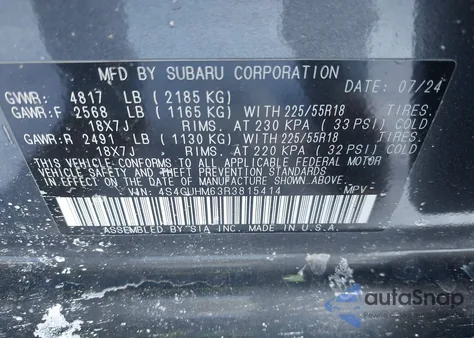 MFD BY SUBARU CORPORATION
DATE: 07/24
GVWR: 4817 LB (2185 KG)
GAWR:F 2568 LB (1165 KG) WITH 225/55R18 TIRES.
18X7J RIMS. AT 230 KPA (33 PSI) COLD
GAWR:R 2491 LB (1130 KG) WITH 225/55R18 TIRES.
18X7J RIMS. AT 220 KPA (32 PSI) COLD
THIS VEHICLE CONFORMS TO ALL APPLICABLE FEDERAL MOTOR
VEHICLE SAFETY, BUMPER, AND THEFT PREVENTION STANDARDS
IN EFFECT ON THE DATE OF MANUFACTURE SHOWN ABOVE.
VIN: 4S4GUHM63R3815414 MPV
ASSEMBLED BY SIA INC. MADE IN U.S.A.
autoSnap